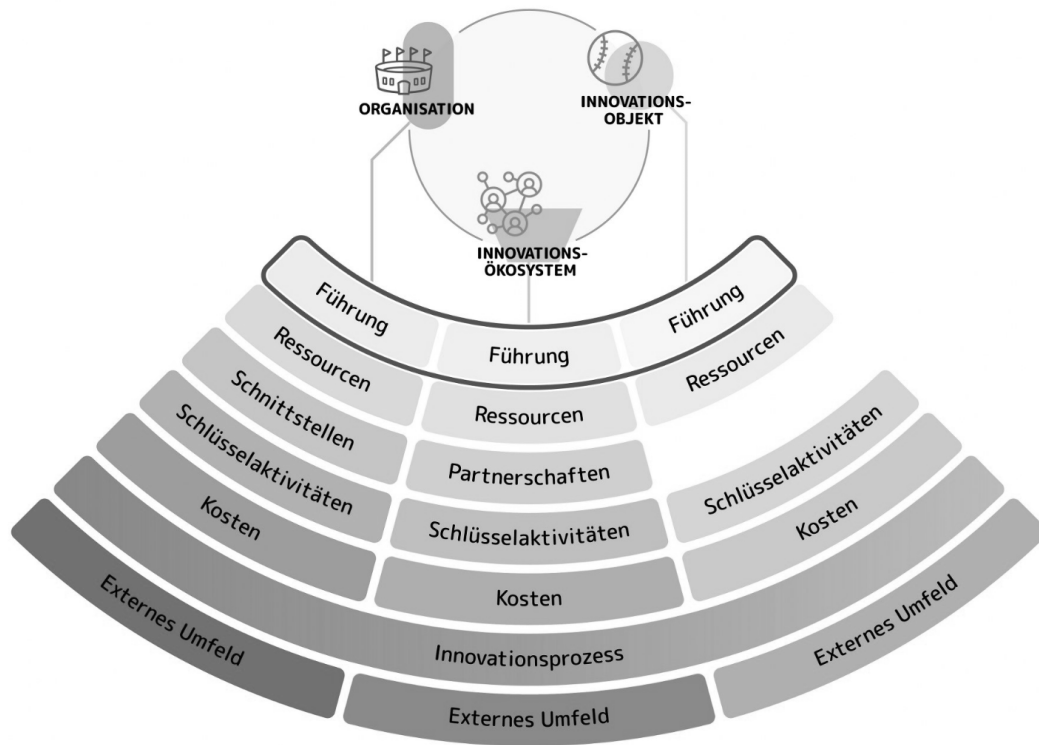 ORGANISATION
INNOVATIONS-
OBJEKT
INNOVATIONS-
ÖKOSYSTEM
Führung
Führung
Führung
Ressourcen
Ressourcen
Ressourcen
Schnittstellen
Partnerschaften
Schlüsselaktivitäten
Schlüsselaktivitäten
Schlüsselaktivitäten
Kosten
Kosten
Kosten
Innovationsprozess
Externes Umfeld
Externes Umfeld
Externes Umfeld